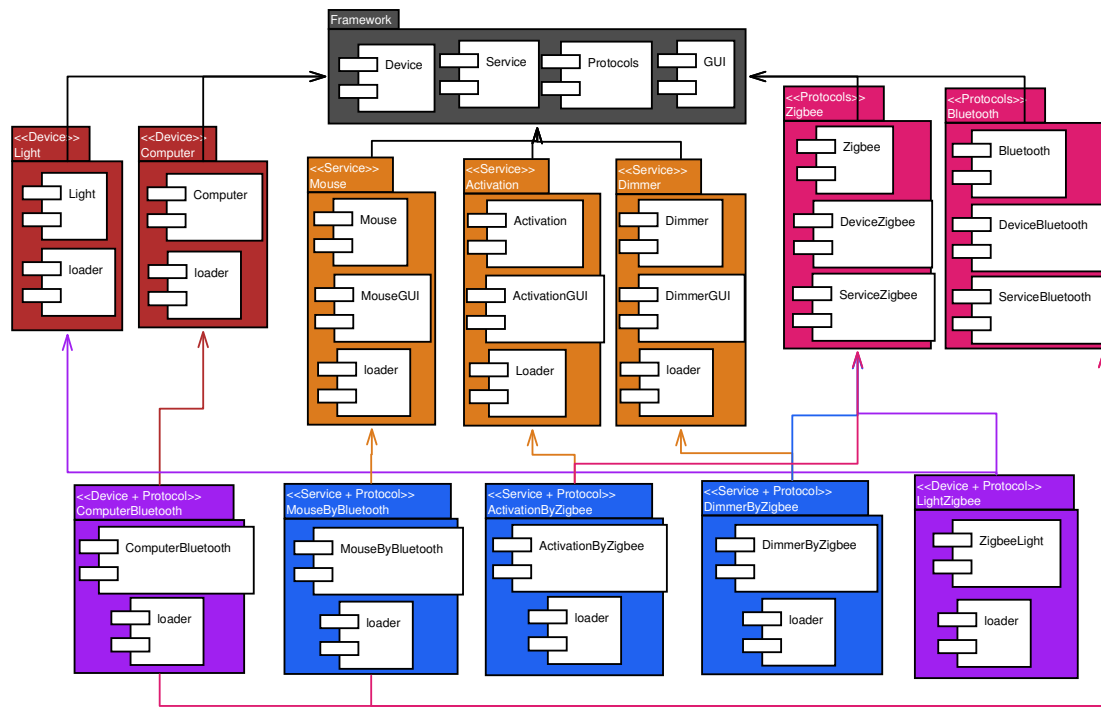 Framework
Device
Service
Protocols
GUI
<<Device>>
Light
Light
loader
<<Device>>
Computer
Computer
loader
<<Service>>
Mouse
Mouse
MouseGUI
loader
<<Service>>
Activation
Activation
ActivationGUI
Loader
<<Service>>
Dimmer
Dimmer
DimmerGUI
loader
<<Protocols>>
Zigbee
Zigbee
DeviceZigbee
ServiceZigbee
<<Protocols>>
Bluetooth
Bluetooth
DeviceBluetooth
ServiceBluetooth
<<Device + Protocol>>
ComputerBluetooth
ComputerBluetooth
loader
<<Service + Protocol>>
MouseByBluetooth
MouseByBluetooth
loader
<<Service + Protocol>>
ActivationByZigbee
ActivationByZigbee
loader
<<Service + Protocol>>
DimmerByZigbee
DimmerByZigbee
loader
<<Device + Protocol>>
LightZigbee
ZigbeeLight
loader